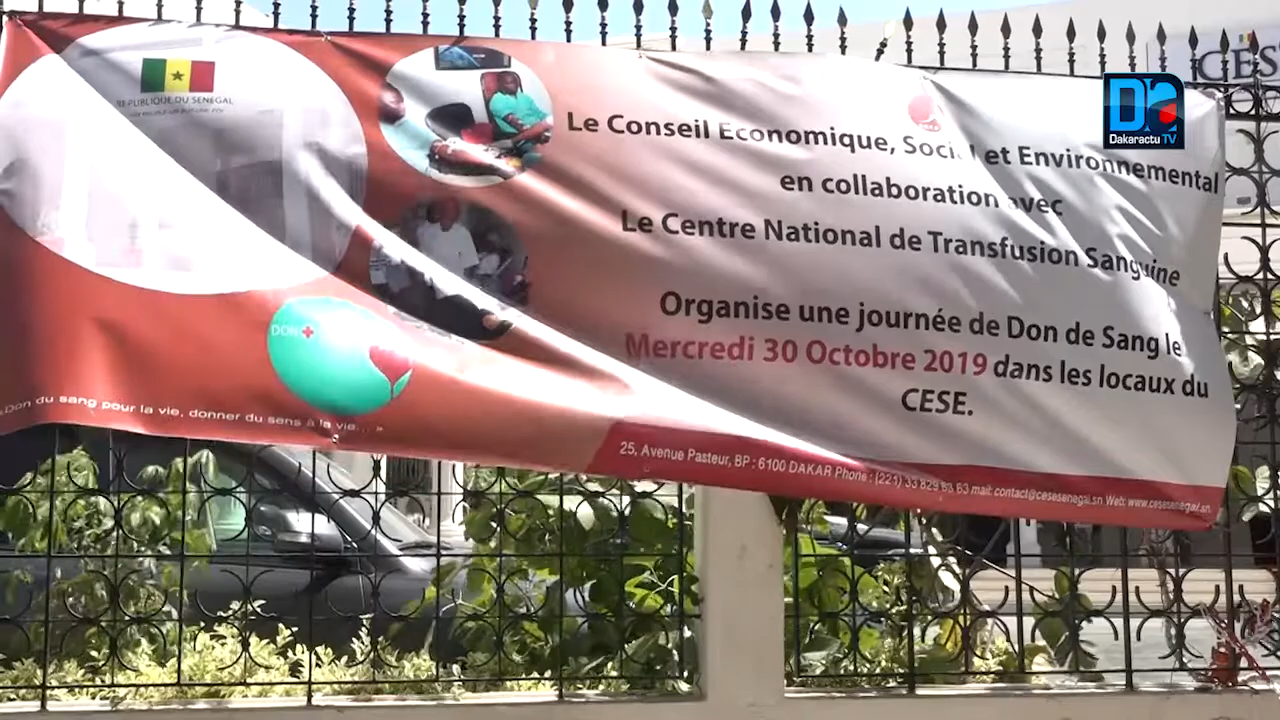 RÉPUBLIQUE DU SENEGAL
Le Conseil Economique, Social et Environnemental
en collaboration avec
Le Centre National de Transfusion Sanguine
Organise une journée de Don de Sang le
Mercredi 30 Octobre 2019 dans les locaux du
CESE.
DON
«Don du sang pour la vie, donner du sens à la vie... »
25, Avenue Pasteur, BP : 6100 DAKAR Phone : (221) 33 829 63 63 mail: contact@cesesenegal.sn Web: www.cesesenegal.sn
CES
Dakaractu TV